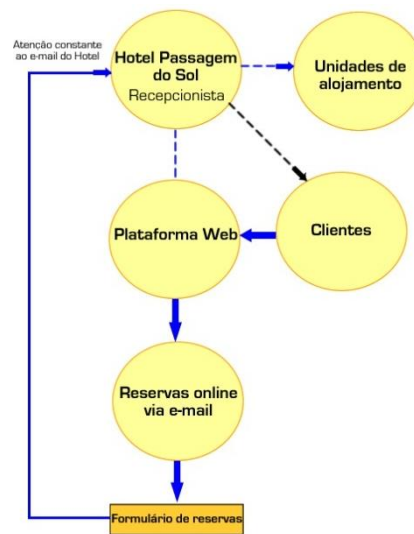 Atenção constante
ao e-mail do Hotel
Hotel Passagem
do Sol
Recepcionista
Unidades de
alojamento
Plataforma Web
Clientes
Reservas online
via e-mail
Formulário de reservas